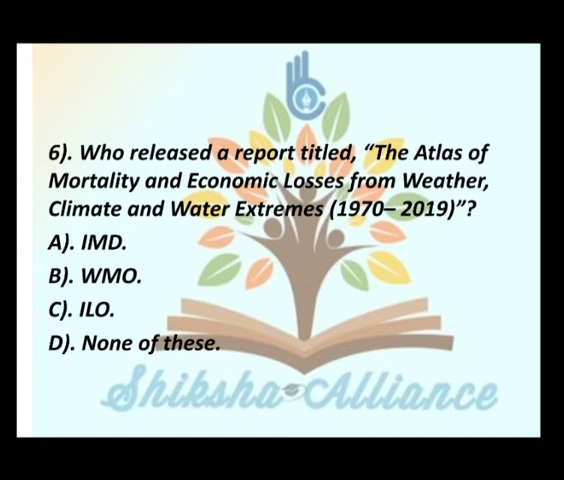 6). Who released a report titled, “The Atlas of
Mortality and Economic Losses from Weather,
Climate and Water Extremes (1970– 2019)”?
A). IMD.
B). WMO.
C). ILO.
D). None of these.
Shiksha Alliance